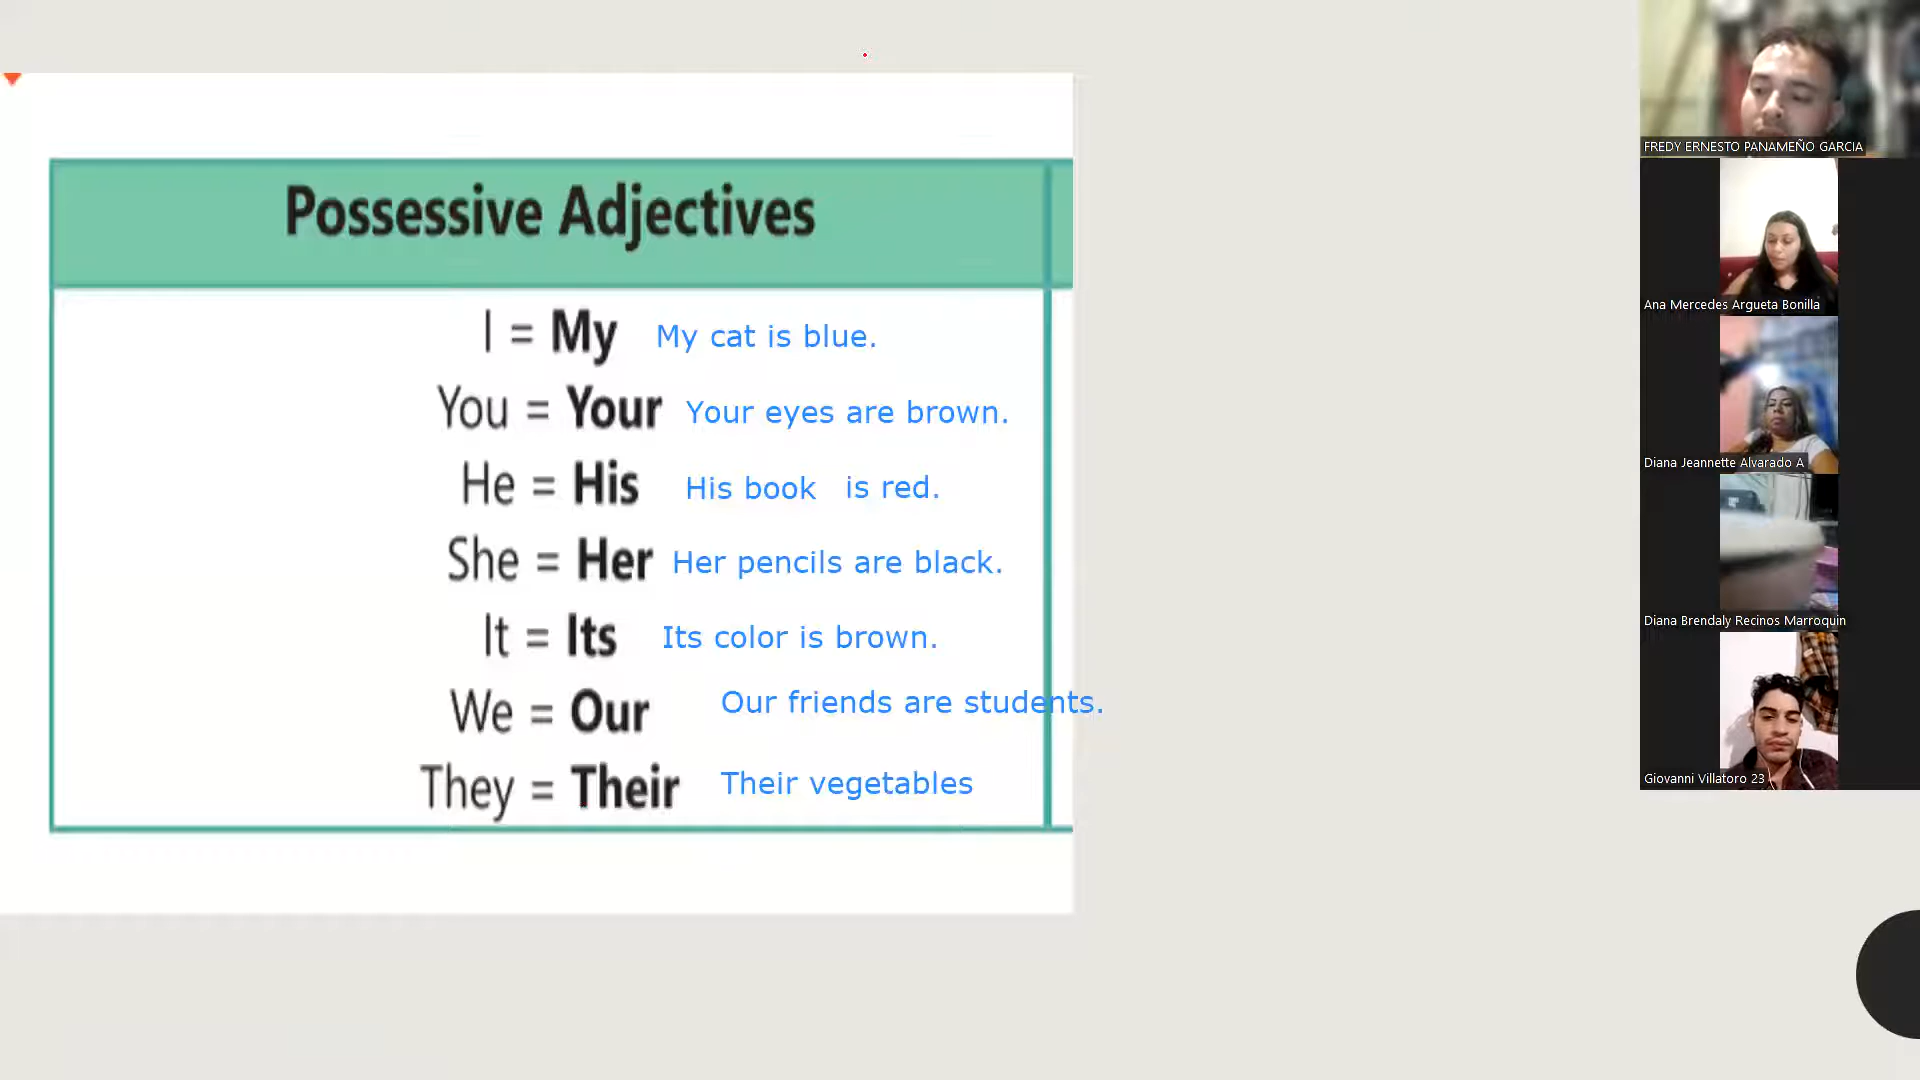 Possessive Adjectives
I = My My cat is blue.
You = Your Your eyes are brown.
He = His His book is red.
She = Her Her pencils are black.
It = Its Its color is brown.
We = Our Our friends are students.
They = Their Their vegetables
FREDY ERNESTO PANAMEÑO GARCIA
Ana Mercedes Argueta Bonilla
Diana Jeannette Alvarado A
Diana Brendaly Recinos Marroquin
Giovanni Villatoro 23